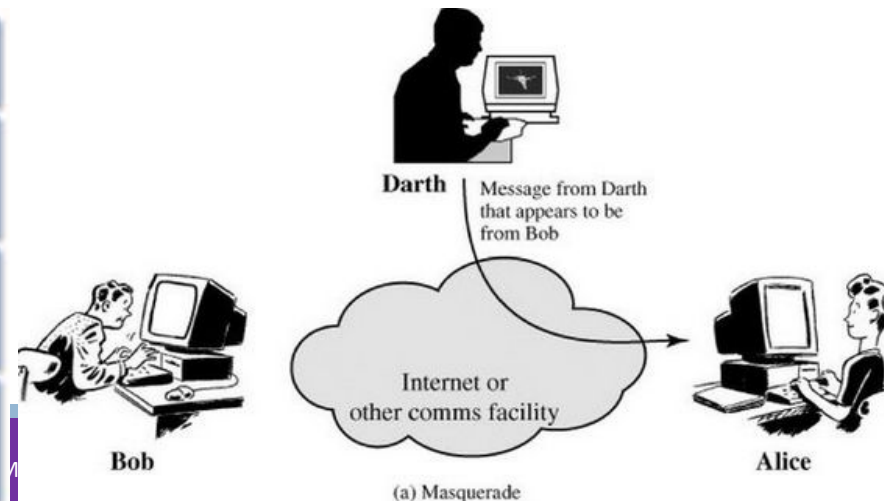 Darth
Message from Darth
that appears to be
from Bob
Internet or
other comms facility
Bob
Alice
(a) Masquerade